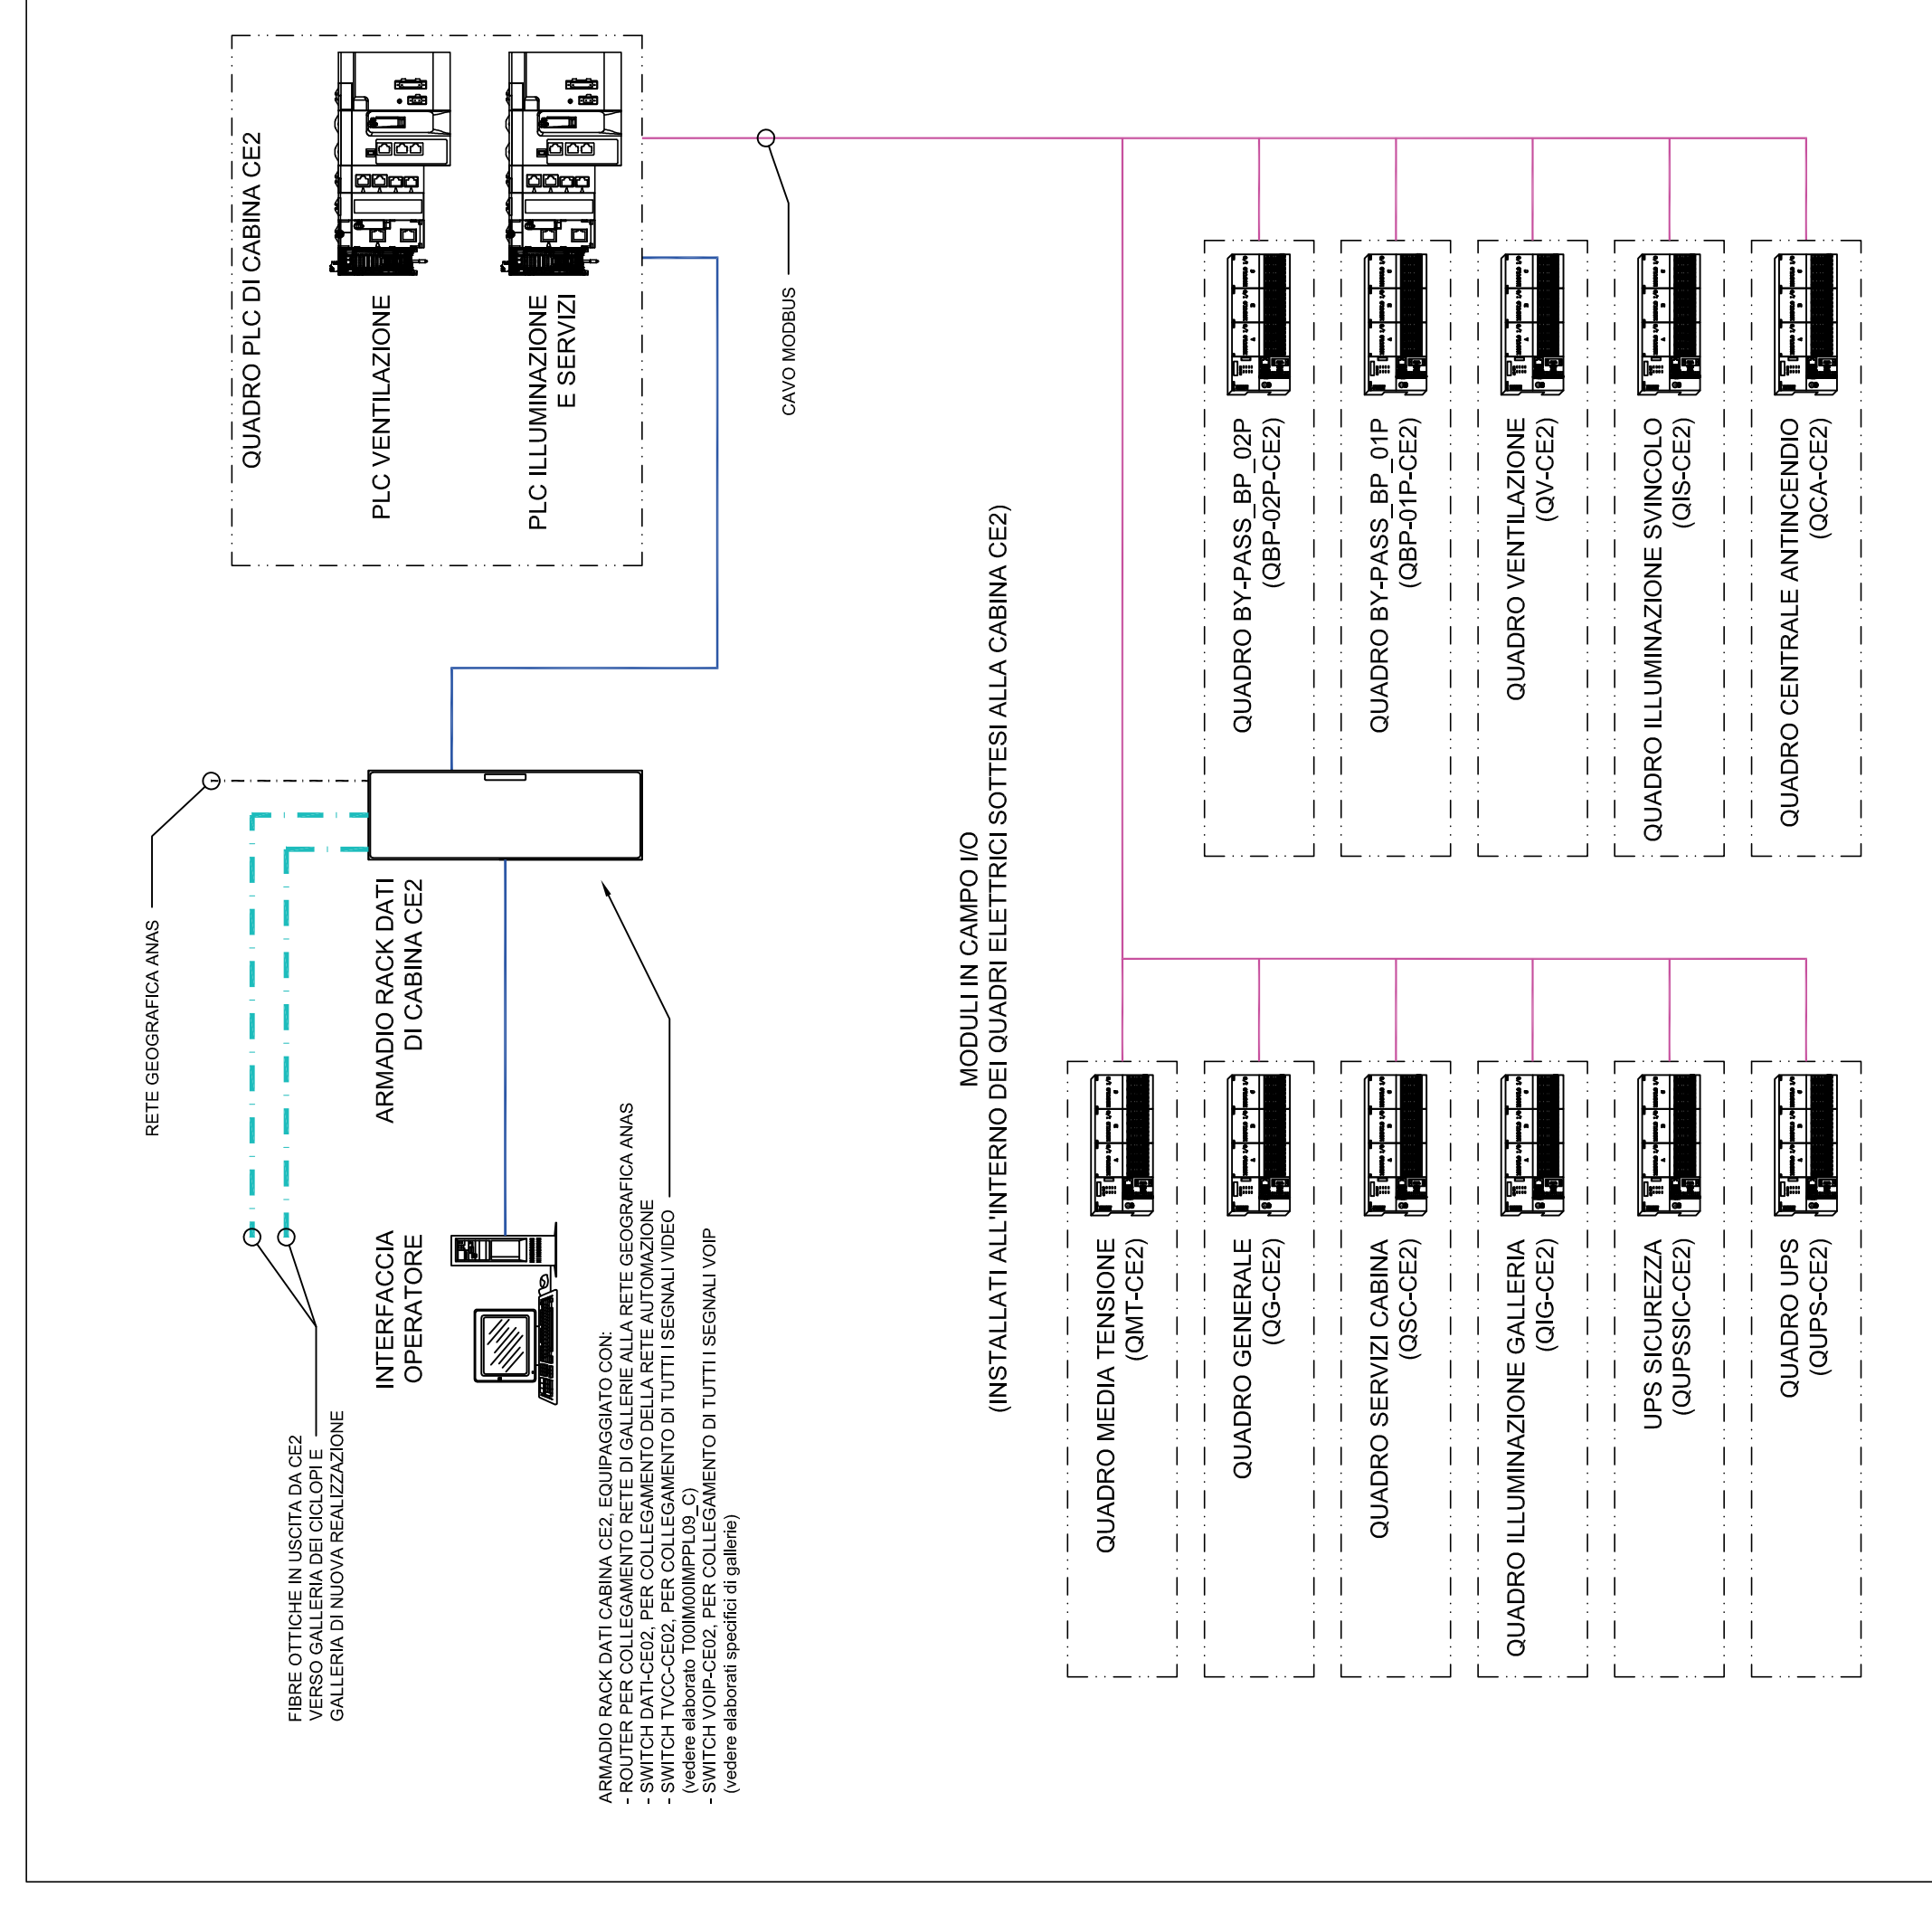 RETE GEOGRAFICA ANAS
FIBRE OTTICHE IN USCITA DA CE2
VERSO GALLERIA DEI CICLOPI E
GALLERIA DI NUOVA REALIZZAZIONE
INTERFACCIA
OPERATORE
ARMADIO RACK DATI
DI CABINA CE2
QUADRO PLC DI CABINA CE2
PLC VENTILAZIONE
PLC ILLUMINAZIONE
E SERVIZI
CAVO MODBUS
ARMADIO RACK DATI CABINA CE2, EQUIPAGGIATO CON:
- ROUTER PER COLLEGAMENTO RETE DI GALLERIE ALLA RETE GEOGRAFICA ANAS
- SWITCH DATI-CE02, PER COLLEGAMENTO DELLA RETE AUTOMAZIONE
- SWITCH TVCC-CE02, PER COLLEGAMENTO DI TUTTI I SEGNALI VIDEO
(vedere elaborato T00IM00IMPPL09_C)
- SWITCH VOIP-CE02, PER COLLEGAMENTO DI TUTTI I SEGNALI VOIP
(vedere elaborati specifici di gallerie)
MODULI IN CAMPO I/O
(INSTALLATI ALL'INTERNO DEI QUADRI ELETTRICI SOTTESI ALLA CABINA CE2)
QUADRO MEDIA TENSIONE
(QMT-CE2)
QUADRO GENERALE
(QG-CE2)
QUADRO SERVIZI CABINA
(QSC-CE2)
QUADRO ILLUMINAZIONE GALLERIA
(QIG-CE2)
UPS SICUREZZA
(QUPSSIC-CE2)
QUADRO UPS
(QUPS-CE2)
QUADRO BY-PASS_BP_02P
(QBP-02P-CE2)
QUADRO BY-PASS_BP_01P
(QBP-01P-CE2)
QUADRO VENTILAZIONE
(QV-CE2)
QUADRO ILLUMINAZIONE SVINCOLO
(QIS-CE2)
QUADRO CENTRALE ANTINCENDIO
(QCA-CE2)